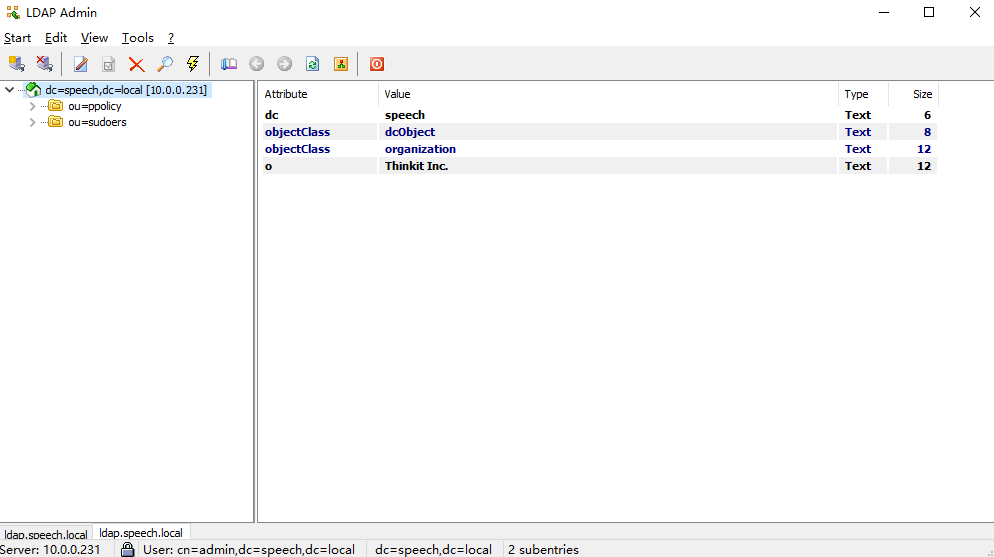 LDAP Admin
Start Edit View Tools ?
dc=speech,dc=local [10.0.0.231]
ou=ppolicy
ou=sudoers
Attribute Value Type Size
dc speech Text 6
objectClass dcObject Text 8
objectClass organization Text 12
o Thinkit Inc. Text 12
ldap.speech.local ldap.speech.local
Server: 10.0.0.231 User: cn=admin,dc=speech,dc=local dc=speech,dc=local 2 subentries